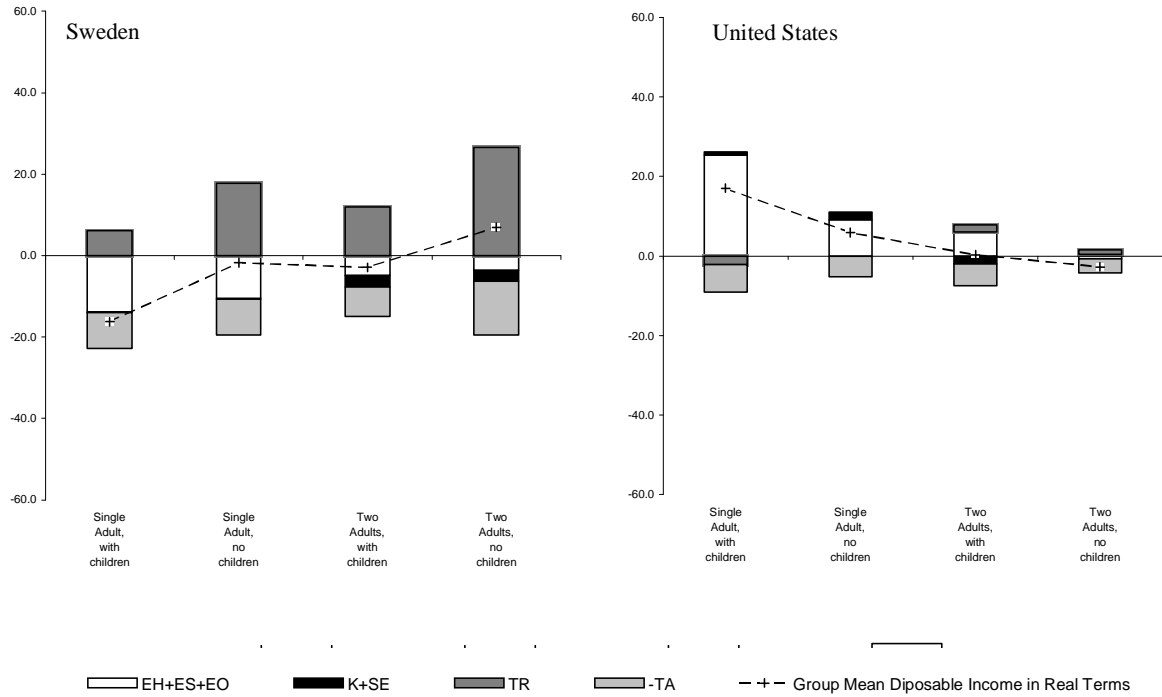 Sweden
60.0
40.0
20.0
0.0
-20.0
-40.0
-60.0
Single
Adult,
with
children
Single
Adult,
no
children
Two
Adults,
with
children
Two
Adults,
no
children
United States
60.0
40.0
20.0
0.0
-20.0
-40.0
-60.0
Single
Adult,
with
children
Single
Adult,
no
children
Two
Adults,
with
children
Two
Adults,
no
children
EH+ES+EO K+SE TR -TA Group Mean Diposable Income in Real Terms